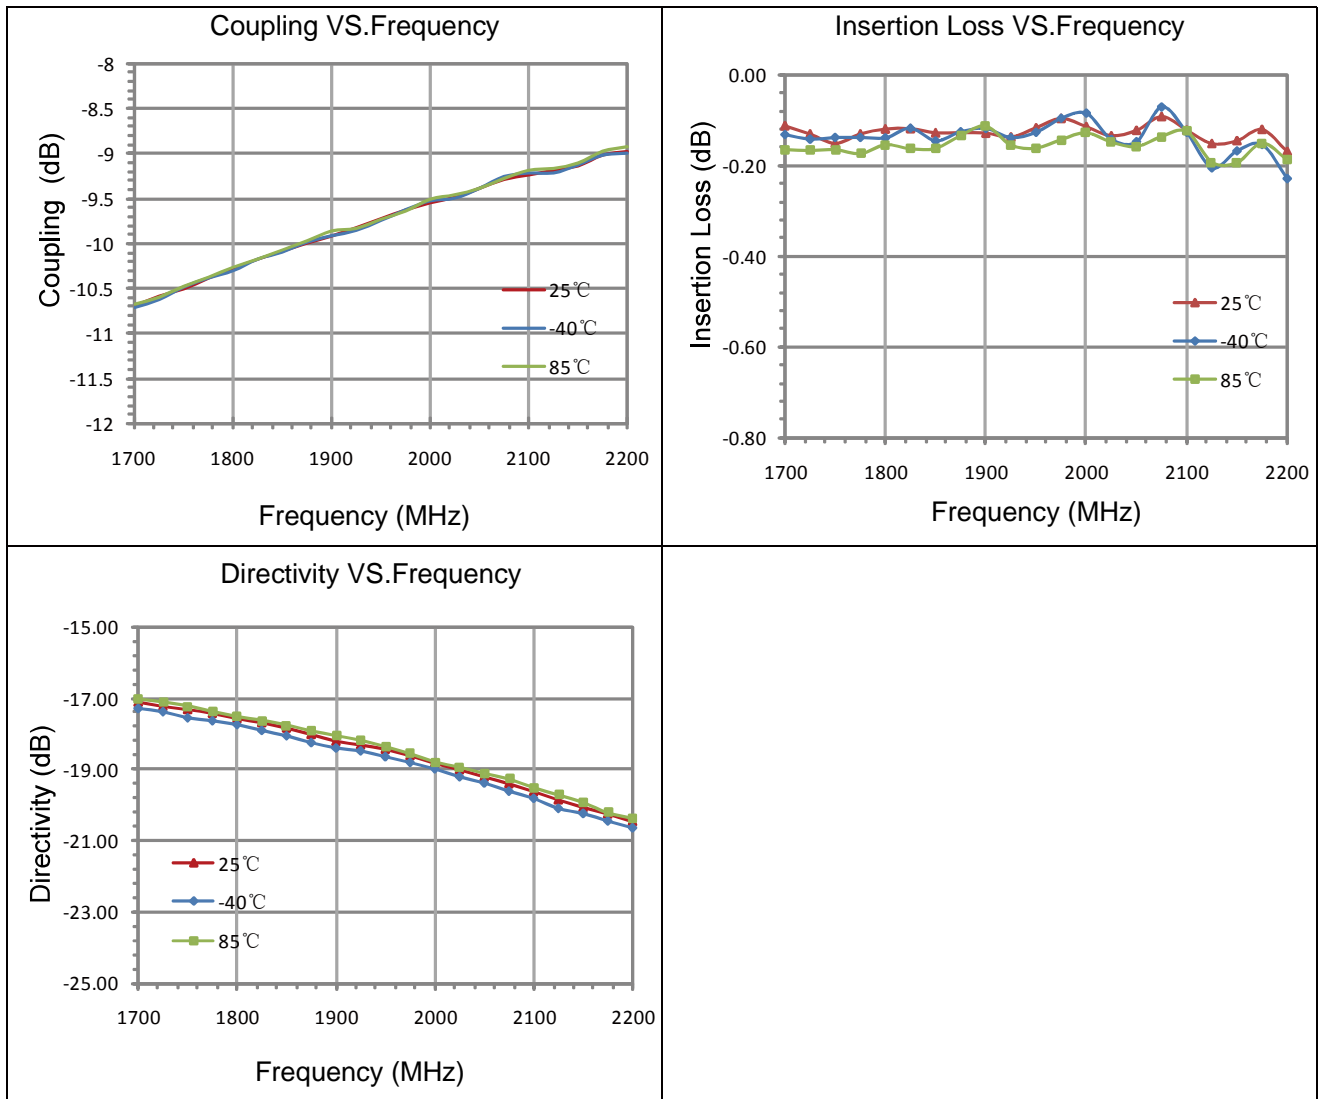 Coupling VS.Frequency
-8
-8.5
-9
-9.5
-10
-10.5
-11
-11.5
-12
Coupling (dB)
25℃
-40℃
85℃
1700 1800 1900 2000 2100 2200
Frequency (MHz)
Insertion Loss VS.Frequency
0.00
-0.20
-0.40
-0.60
-0.80
Insertion Loss (dB)
25℃
-40℃
85℃
1700 1800 1900 2000 2100 2200
Frequency (MHz)
Directivity VS.Frequency
-15.00
-17.00
-19.00
-21.00
-23.00
-25.00
Directivity (dB)
25℃
-40℃
85℃
1700 1800 1900 2000 2100 2200
Frequency (MHz)